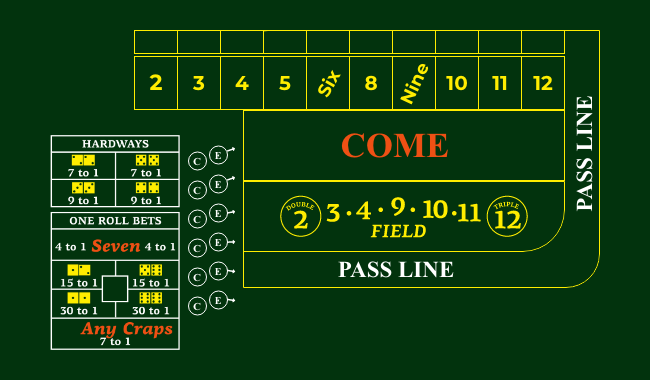 2 3 4 5 Six 8 Nine 10 11 12
PASS LINE
COME
HARDWAYS
7 to 1 7 to 1
9 to 1 9 to 1
C E
C E
C E
C E
C E
C E
ONE ROLL BETS
4 to 1 Seven 4 to 1
15 to 1 15 to 1
30 to 1 30 to 1
Any Craps
7 to 1
DOUBLE 2 3 · 4 · 9 · 10 · 11 TRIPLE 12
FIELD
PASS LINE